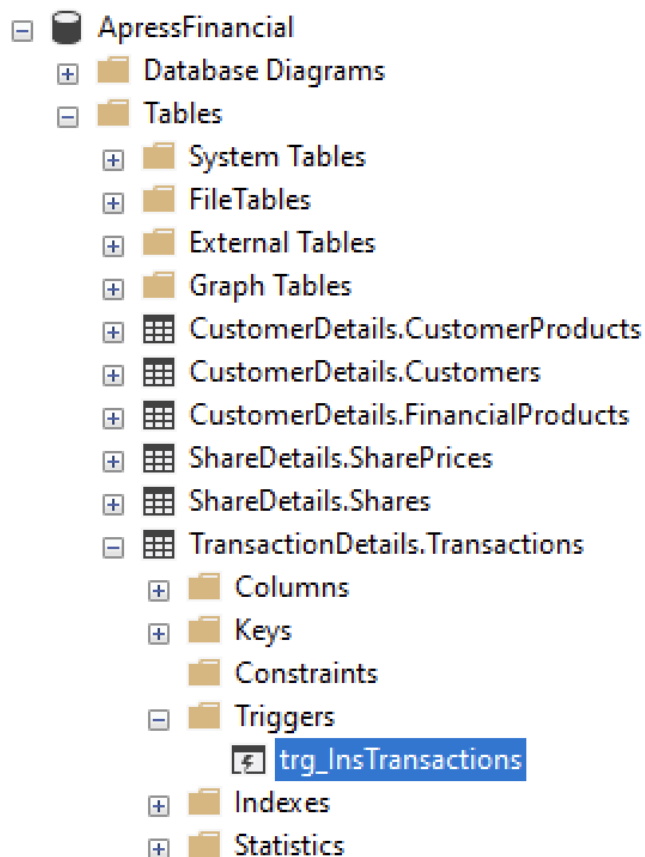 ApressFinancial
Database Diagrams
Tables
System Tables
FileTables
External Tables
Graph Tables
CustomerDetails.CustomerProducts
CustomerDetails.Customers
CustomerDetails.FinancialProducts
ShareDetails.SharePrices
ShareDetails.Shares
TransactionDetails.Transactions
Columns
Keys
Constraints
Triggers
trg_InsTransactions
Indexes
Statistics